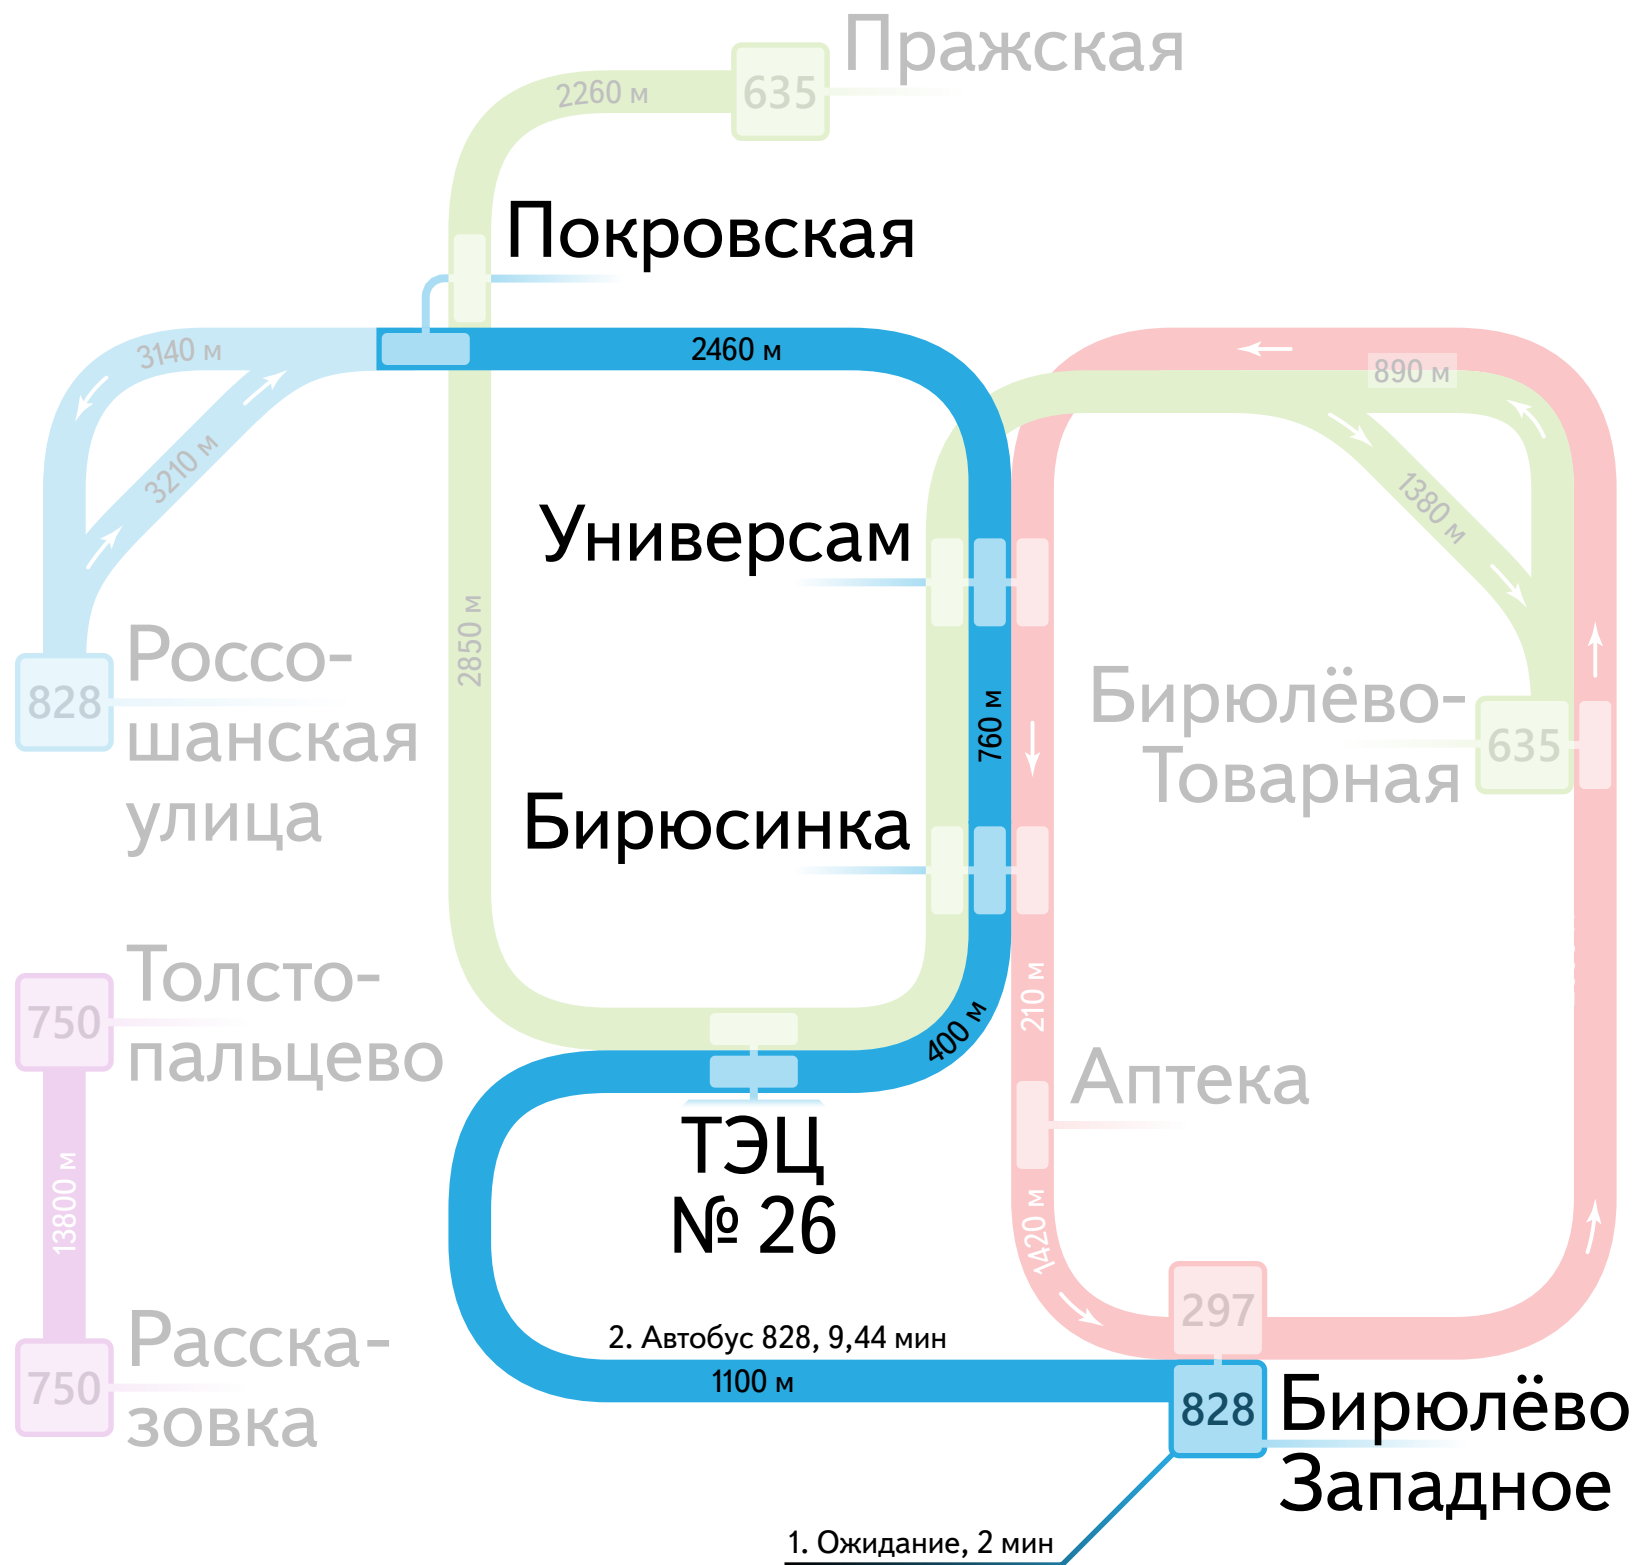 Пражская
635
2260 м
Покровская
3140 м
2460 м
890 м
3210 м
1380 м
Универсам
2850 м
Россо-
шанская
улица
828
760 м
Бирюлёво-
Товарная
635
Бирюсинка
Толсто-
пальцево
750
210 м
400 м
Аптека
ТЭЦ
№ 26
13800 м
1420 м
297
Расска-
зовка
750
2. Автобус 828, 9,44 мин
1100 м
828
Бирюлёво
Западное
1. Ожидание, 2 мин